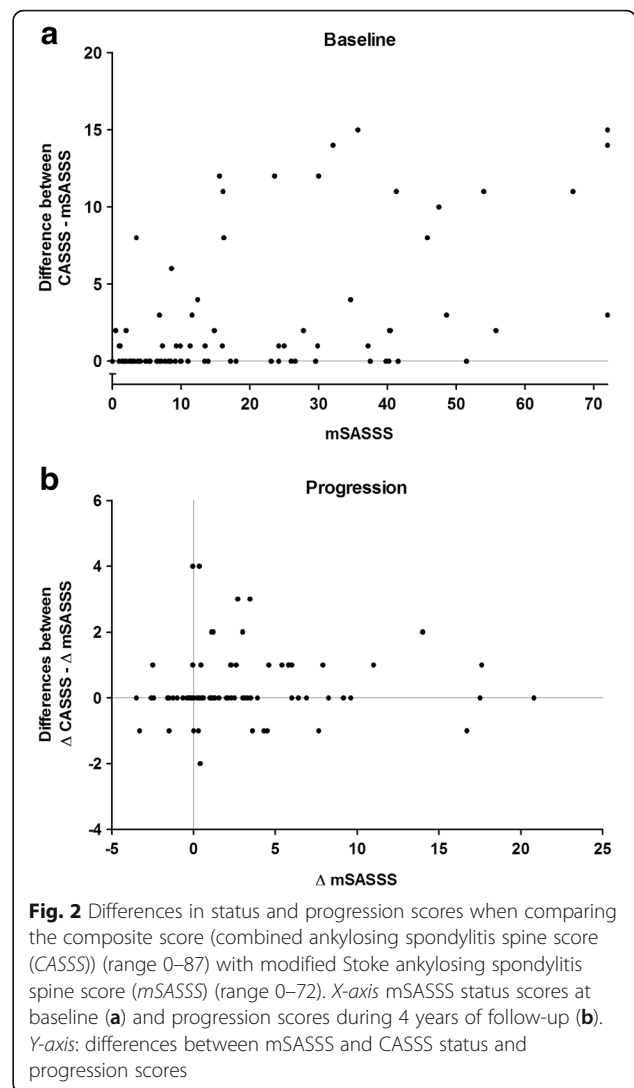 a
Baseline
20
15
10
5
0
Difference between
CASSS - mSASSS
0 10 20 30 40 50 60 70
mSASSS
b
Progression
6
4
2
0
-2
-4
Differences between
Δ CASSS - Δ mSASSS
-5 0 5 10 15 20 25
Δ mSASSS
Fig. 2 Differences in status and progression scores when comparing
the composite score (combined ankylosing spondylitis spine score
(CASSS)) (range 0–87) with modified Stoke ankylosing spondylitis
spine score (mSASSS) (range 0–72). X-axis mSASSS status scores at
baseline (a) and progression scores during 4 years of follow-up (b).
Y-axis: differences between mSASSS and CASSS status and
progression scores